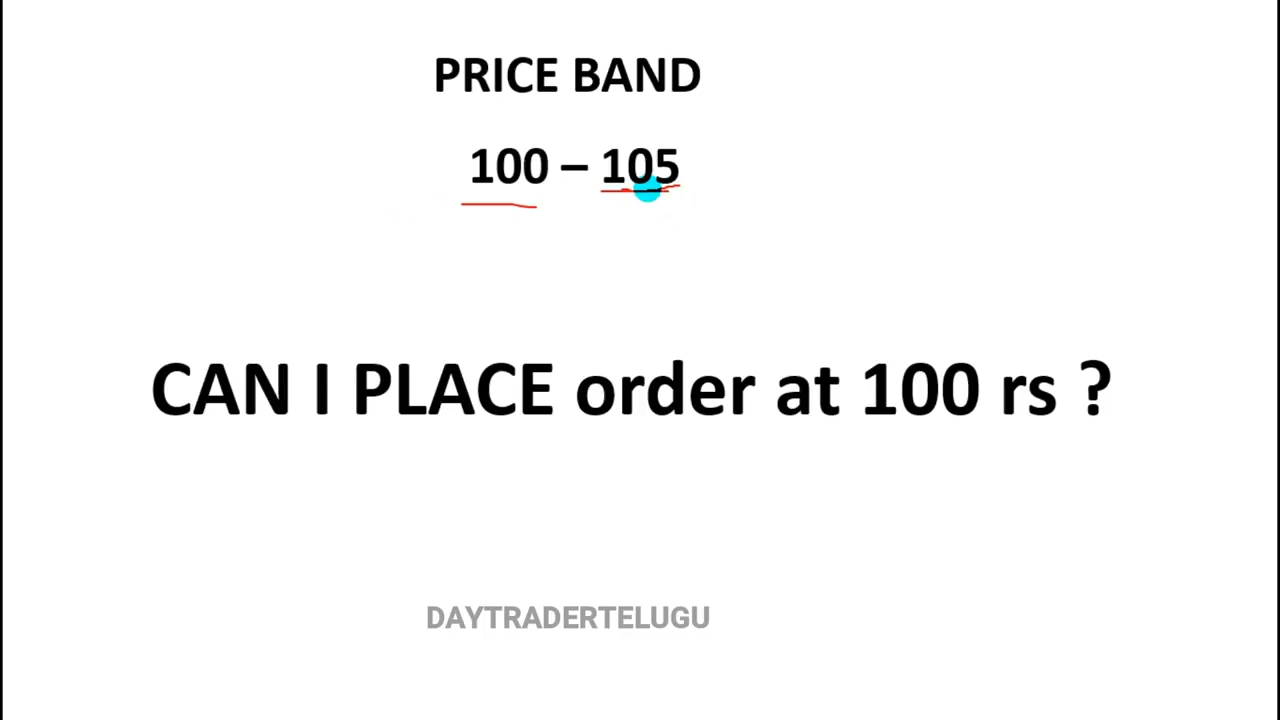 PRICE BAND
100 – 105
CAN I PLACE order at 100 rs ?
DAYTRADERTELUGU